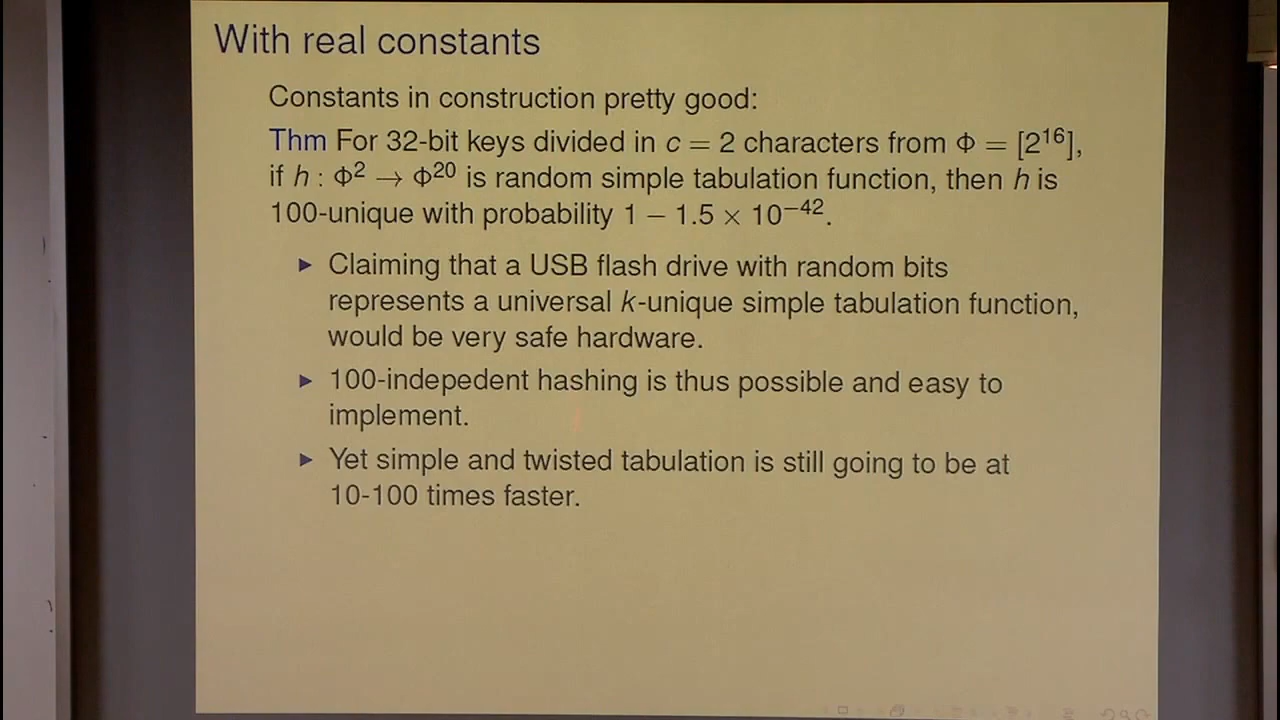 With real constants
Constants in construction pretty good:
Thm For 32-bit keys divided in c = 2 characters from Φ = [2¹⁶],
if h : Φ² → Φ²⁰ is random simple tabulation function, then h is
100-unique with probability 1 − 1.5 × 10⁻⁴².
▶ Claiming that a USB flash drive with random bits
represents a universal k-unique simple tabulation function,
would be very safe hardware.
▶ 100-indepedent hashing is thus possible and easy to
implement.
▶ Yet simple and twisted tabulation is still going to be at
10-100 times faster.